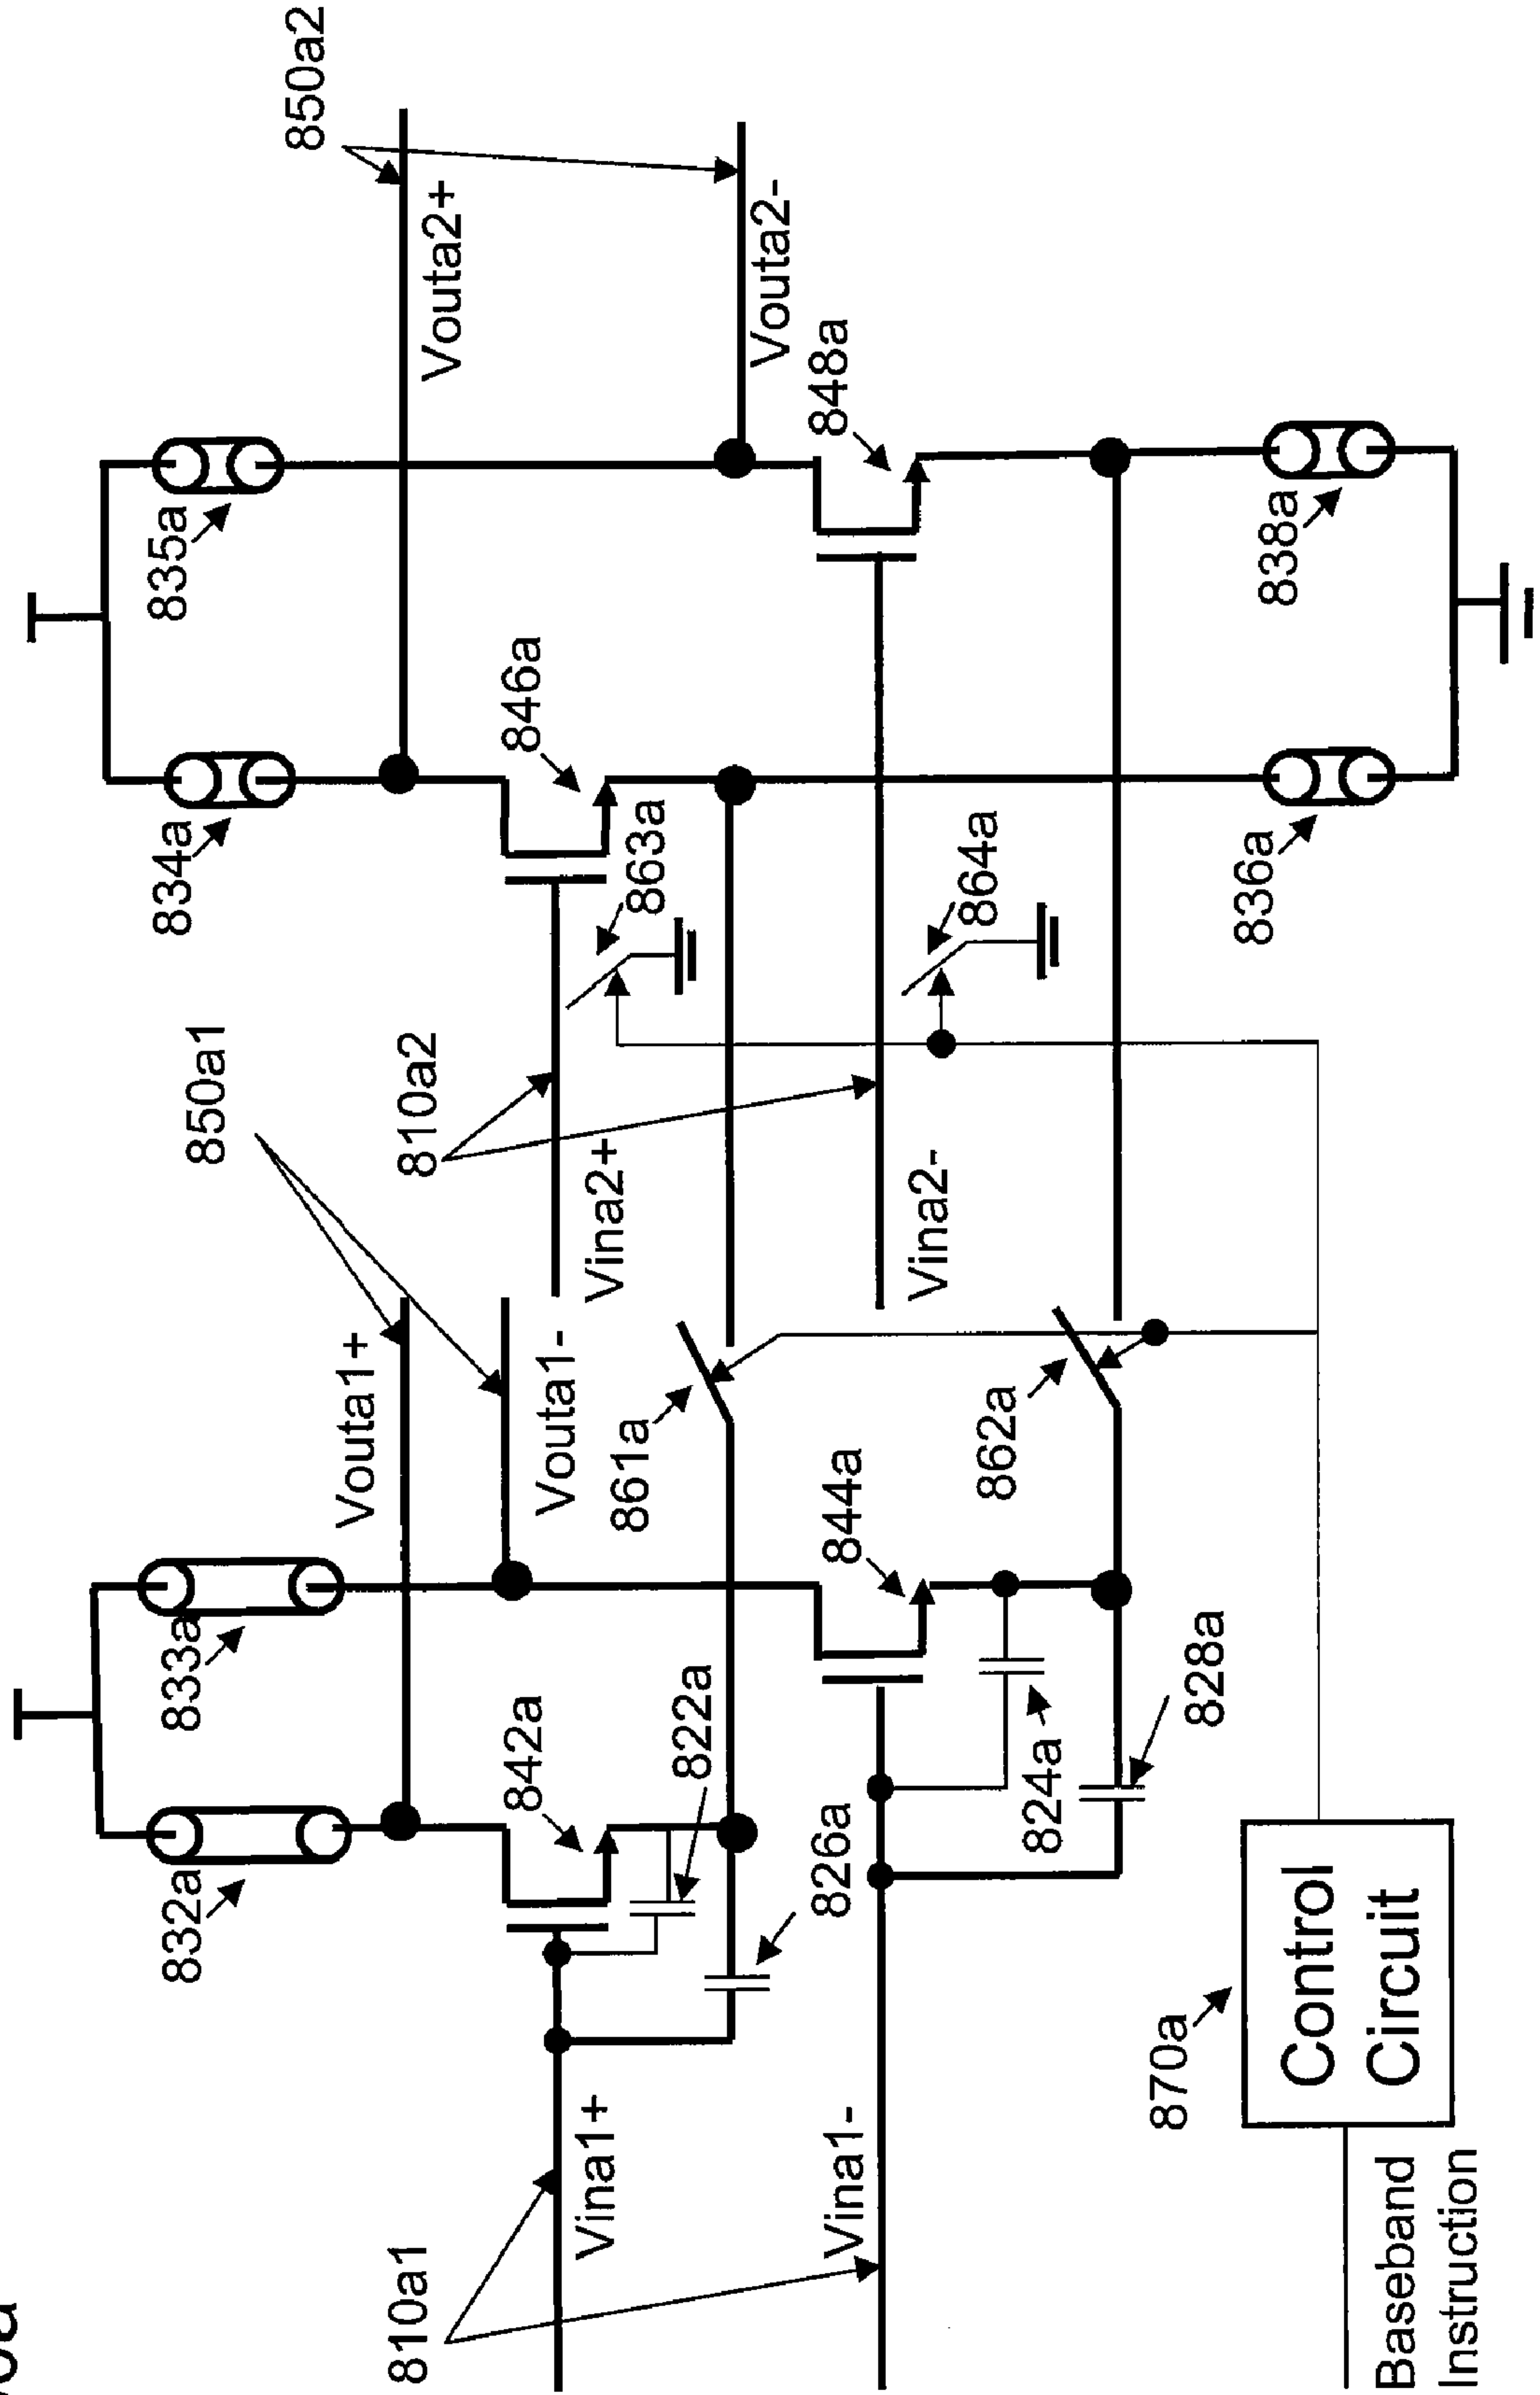 832a
833a
834a
835a
850a1
850a2
Vouta1+
810a1
810a2
Vouta2+
842a
846a
Vouta1-
Vina1+
Vina2+
861a
863a
822a
Vouta2-
Vina1-
826a
844a
848a
Vina2-
862a
864a
824a
870a
828a
836a
838a
Control
Circuit
Baseband
Instruction